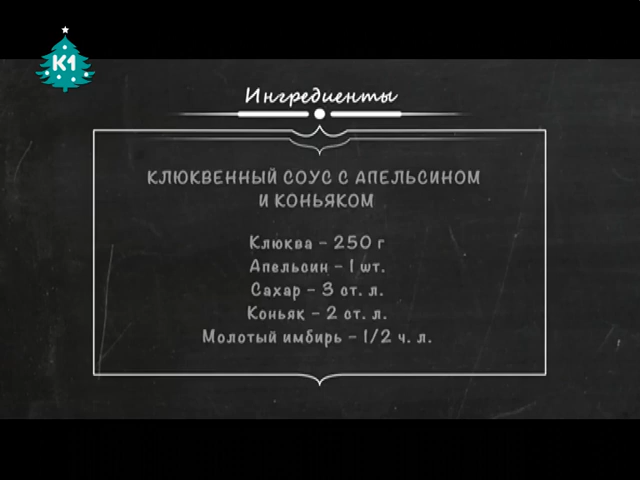 K1
Ингредиенты
КЛЮКВЕННЫЙ СОУС С АПЕЛЬСИНОМ
И КОНЬЯКОМ
Клюква - 250 г
Апельсин - 1 шт.
Сахар - 3 ст. л.
Коньяк - 2 ст. л.
Молотый имбирь - 1/2 ч. л.